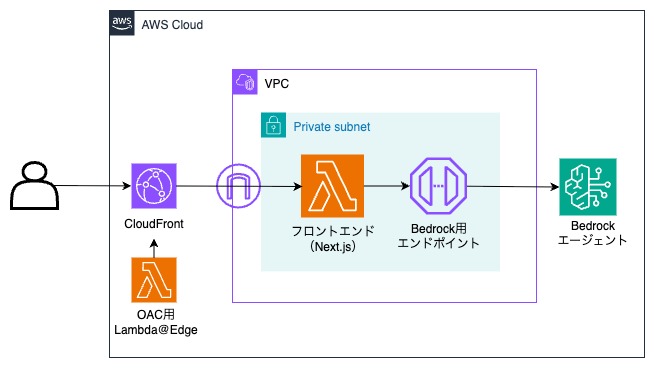 aws
AWS Cloud
VPC
Private subnet
CloudFront
フロントエンド
（Next.js）
Bedrock用
エンドポイント
Bedrock
エージェント
OAC用
Lambda@Edge